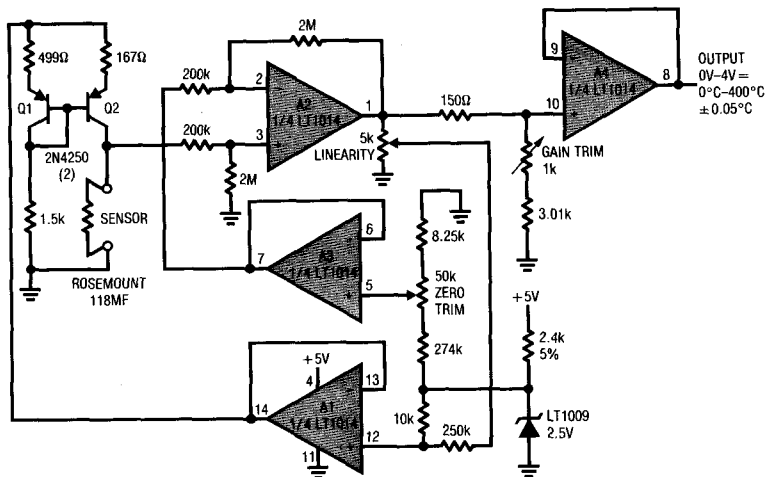 499Ω
167Ω
Q1
Q2
2N4250
(2)
1.5k
SENSOR
ROSEMOUNT
118MF
2M
200k
200k
2
3
A2
1/4 LT1014
1
2M
5k
LINEARITY
150Ω
9
10
A4
1/4 LT1014
8
OUTPUT
0V–4V =
0°C–400°C
±0.05°C
GAIN TRIM
1k
3.01k
7
6
5
A3
1/4 LT1014
8.25k
50k
ZERO
TRIM
274k
+5V
2.4k
5%
LT1009
2.5V
10k
250k
+5V
4
13
14
A1
1/4 LT1014
12
11